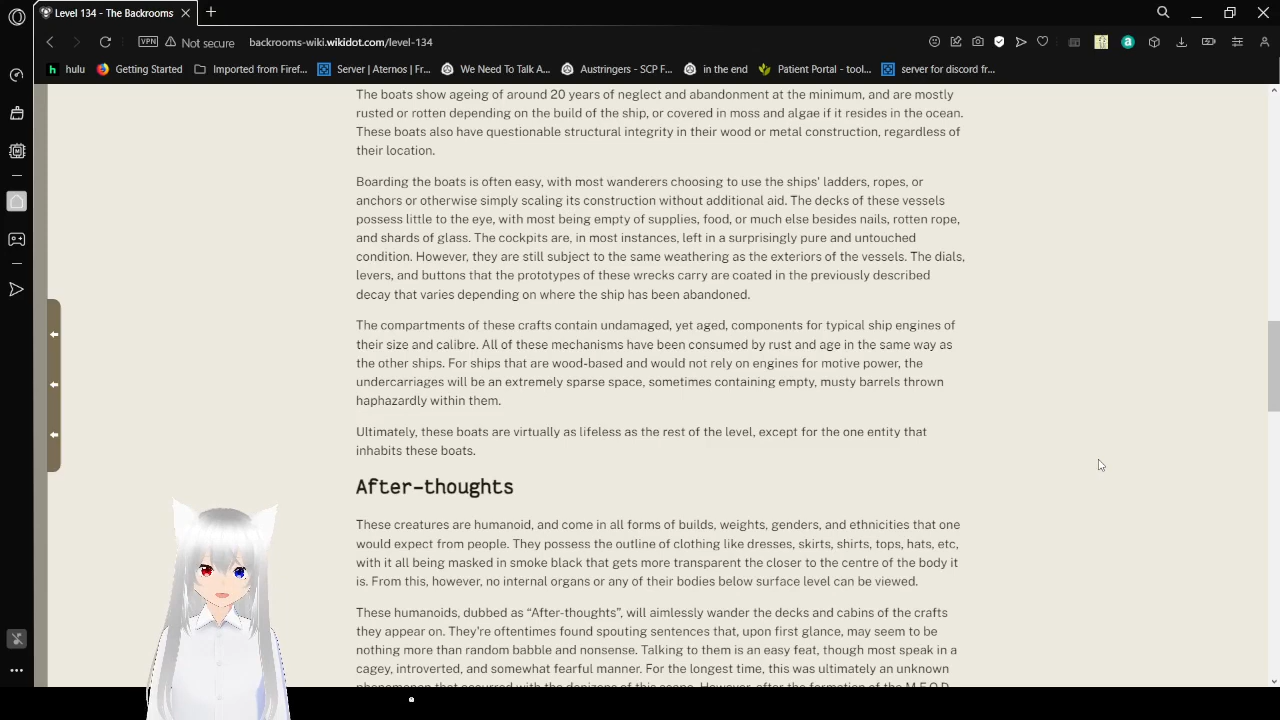 Level 134 - The Backrooms
VPN
Not secure
backrooms-wiki.wikidot.com/level-134
hulu
Getting Started
Imported from Firef...
Server | Aternos | Fr...
We Need To Talk A...
Austringers - SCP F...
in the end
Patient Portal - tool...
server for discord fr...
The boats show ageing of around 20 years of neglect and abandonment at the minimum, and are mostly
rusted or rotten depending on the build of the ship, or covered in moss and algae if it resides in the ocean.
These boats also have questionable structural integrity in their wood or metal construction, regardless of
their location.
Boarding the boats is often easy, with most wanderers choosing to use the ships' ladders, ropes, or
anchors or otherwise simply scaling its construction without additional aid. The decks of these vessels
possess little to the eye, with most being empty of supplies, food, or much else besides nails, rotten rope,
and shards of glass. The cockpits are, in most instances, left in a surprisingly pure and untouched
condition. However, they are still subject to the same weathering as the exteriors of the vessels. The dials,
levers, and buttons that the prototypes of these wrecks carry are coated in the previously described
decay that varies depending on where the ship has been abandoned.
The compartments of these crafts contain undamaged, yet aged, components for typical ship engines of
their size and calibre. All of these mechanisms have been consumed by rust and age in the same way as
the other ships. For ships that are wood-based and would not rely on engines for motive power, the
undercarriages will be an extremely sparse space, sometimes containing empty, musty barrels thrown
haphazardly within them.
Ultimately, these boats are virtually as lifeless as the rest of the level, except for the one entity that
inhabits these boats.
After-thoughts
These creatures are humanoid, and come in all forms of builds, weights, genders, and ethnicities that one
would expect from people. They possess the outline of clothing like dresses, skirts, shirts, tops, hats, etc,
with it all being masked in smoke black that gets more transparent the closer to the centre of the body it
is. From this, however, no internal organs or any of their bodies below surface level can be viewed.
These humanoids, dubbed as “After-thoughts”, will aimlessly wander the decks and cabins of the crafts
they appear on. They're oftentimes found spouting sentences that, upon first glance, may seem to be
nothing more than random babble and nonsense. Talking to them is an easy feat, though most speak in a
cagey, introverted, and somewhat fearful manner. For the longest time, this was ultimately an unknown
phenomenon that occurred with the denizens of this scape. However, after the formation of the M.E.O.D